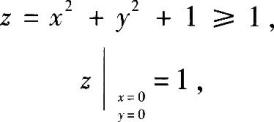 z = x² + y² + 1 ⩾ 1 ,
z |ₓ₌₀, y=0 = 1 ,